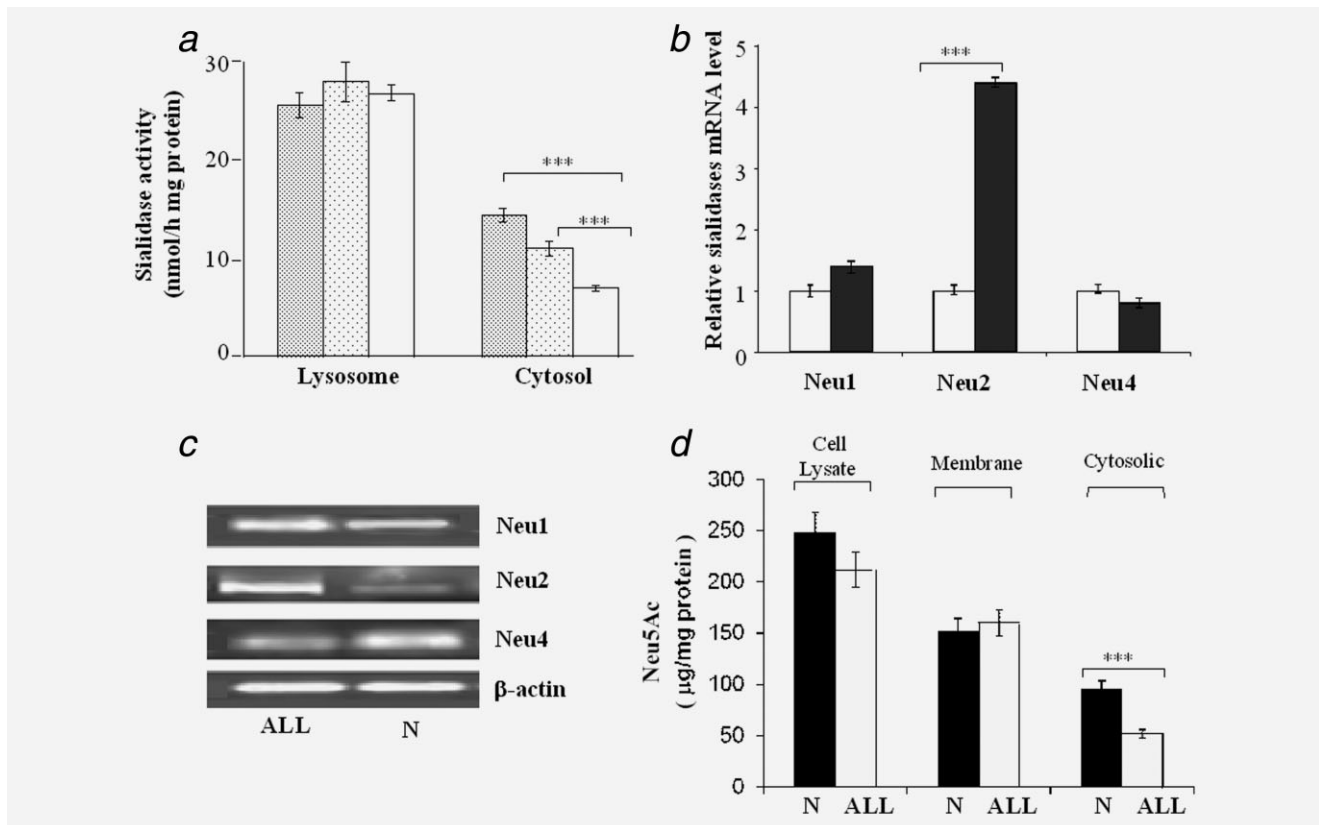 a
Sialidase activity
(nmol/h mg protein)
30
20
10
0
***
***
Lysosome
Cytosol
b
Relative sialidases mRNA level
5
4
3
2
1
0
***
Neu1
Neu2
Neu4
c
Neu1
Neu2
Neu4
β-actin
ALL
N
d
Neu5Ac
( µg/mg protein )
Cell
Lysate
Membrane
Cytosolic
300
250
200
150
100
50
0
***
N
ALL
N
ALL
N
ALL